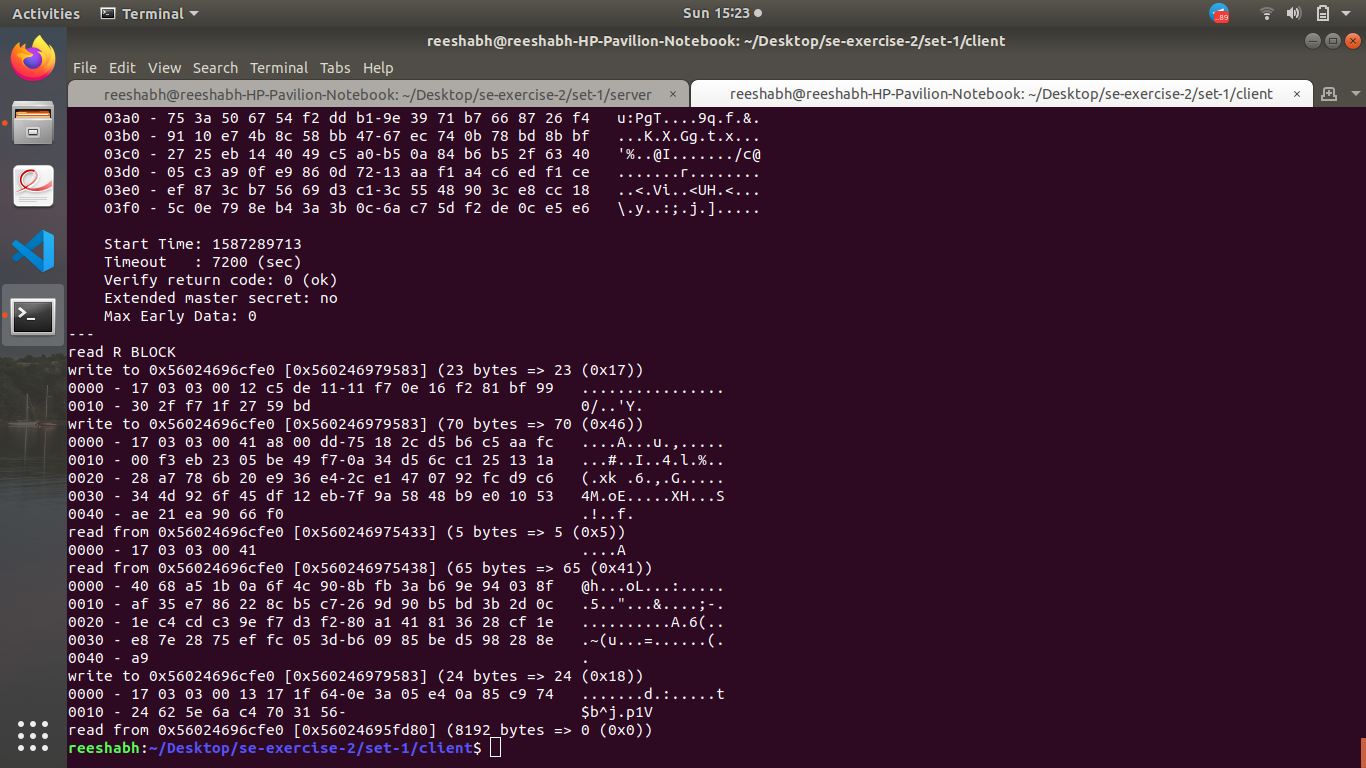 Activities
Terminal
Sun 15:23
89
reeshabh@reeshabh-HP-Pavilion-Notebook: ~/Desktop/se-exercise-2/set-1/client
File Edit View Search Terminal Tabs Help
reeshabh@reeshabh-HP-Pavilion-Notebook: ~/Desktop/se-exercise-2/set-1/server ×
reeshabh@reeshabh-HP-Pavilion-Notebook: ~/Desktop/se-exercise-2/set-1/client ×
03a0 - 75 3a 50 67 54 f2 dd b1-9e 39 71 b7 66 87 26 f4   u:PgT....9q.f.&.
03b0 - 91 10 e7 4b 8c 58 bb 47-67 ec 74 0b 78 bd 8b bf   ...K.X.Gg.t.x...
03c0 - 27 25 eb 14 40 49 c5 a0-b5 0a 84 b6 b5 2f 63 40   '%..@I......./c@
03d0 - 05 c3 a9 0f e9 86 0d 72-13 aa f1 a4 c6 ed f1 ce   .......r........
03e0 - ef 87 3c b7 56 69 d3 c1-3c 55 48 90 3c e8 cc 18   ..<.Vi..<UH.<...
03f0 - 5c 0e 79 8e b4 3a 3b 0c-6a c7 5d f2 de 0c e5 e6   \.y..:;.j.].....
Start Time: 1587289713
Timeout   : 7200 (sec)
Verify return code: 0 (ok)
Extended master secret: no
Max Early Data: 0
---
read R BLOCK
write to 0x56024696cfe0 [0x560246979583] (23 bytes => 23 (0x17))
0000 - 17 03 03 00 12 c5 de 11-11 f7 0e 16 f2 81 bf 99   ................
0010 - 30 2f f7 1f 27 59 bd                              0/..'Y.
write to 0x56024696cfe0 [0x560246979583] (70 bytes => 70 (0x46))
0000 - 17 03 03 00 41 a8 00 dd-75 18 2c d5 b6 c5 aa fc   ....A...u.,.....
0010 - 00 f3 eb 23 05 be 49 f7-0a 34 d5 6c c1 25 13 1a   ...#..I..4.l.%..
0020 - 28 a7 78 6b 20 e9 36 e4-2c e1 47 07 92 fc d9 c6   (.xk .6.,.G.....
0030 - 34 4d 92 6f 45 df 12 eb-7f 9a 58 48 b9 e0 10 53   4M.oE.....XH...S
0040 - ae 21 ea 90 66 f0                                 .!..f.
read from 0x56024696cfe0 [0x560246975433] (5 bytes => 5 (0x5))
0000 - 17 03 03 00 41                                    ....A
read from 0x56024696cfe0 [0x560246975438] (65 bytes => 65 (0x41))
0000 - 40 68 a5 1b 0a 6f 4c 90-8b fb 3a b6 9e 94 03 8f   @h...oL...:.....
0010 - af 35 e7 86 22 8c b5 c7-26 9d 90 b5 bd 3b 2d 0c   .5.."...&....;-.
0020 - 1e c4 cd c3 9e f7 d3 f2-80 a1 41 81 36 28 cf 1e   ..........A.6(..
0030 - e8 7e 28 75 ef fc 05 3d-b6 09 85 be d5 98 28 8e   .~(u...=......(.
0040 - a9                                                .
write to 0x56024696cfe0 [0x560246979583] (24 bytes => 24 (0x18))
0000 - 17 03 03 00 13 17 1f 64-0e 3a 05 e4 0a 85 c9 74   .......d.:.....t
0010 - 24 62 5e 6a c4 70 31 56-                          $b^j.p1V
read from 0x56024696cfe0 [0x56024695fd80] (8192 bytes => 0 (0x0))
reeshabh:~/Desktop/se-exercise-2/set-1/client$